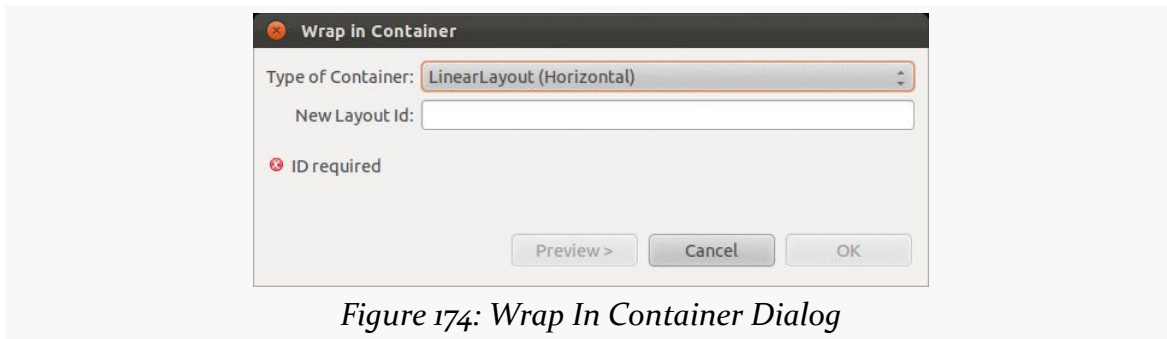 Wrap in Container
Type of Container: LinearLayout (Horizontal)
New Layout Id:
ID required
Preview > Cancel OK
Figure 174: Wrap In Container Dialog